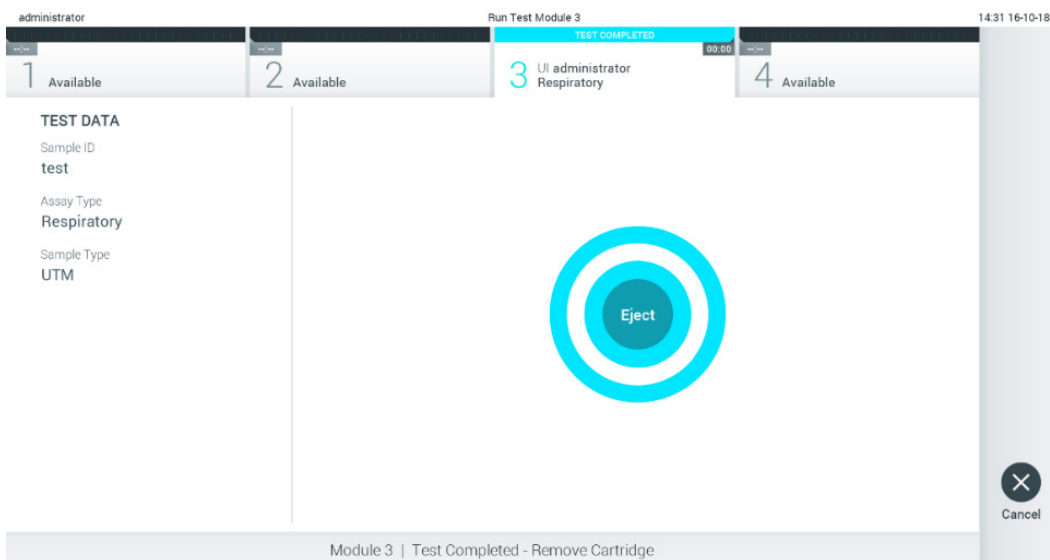 administrator
Run Test Module 3
14:31 16-10-18
TEST COMPLETED
--:--
--:--
00:00
--:--
1 Available
2 Available
3 UI administrator
Respiratory
4 Available
TEST DATA
Sample ID
test
Assay Type
Respiratory
Sample Type
UTM
Eject
Cancel
Module 3 | Test Completed - Remove Cartridge